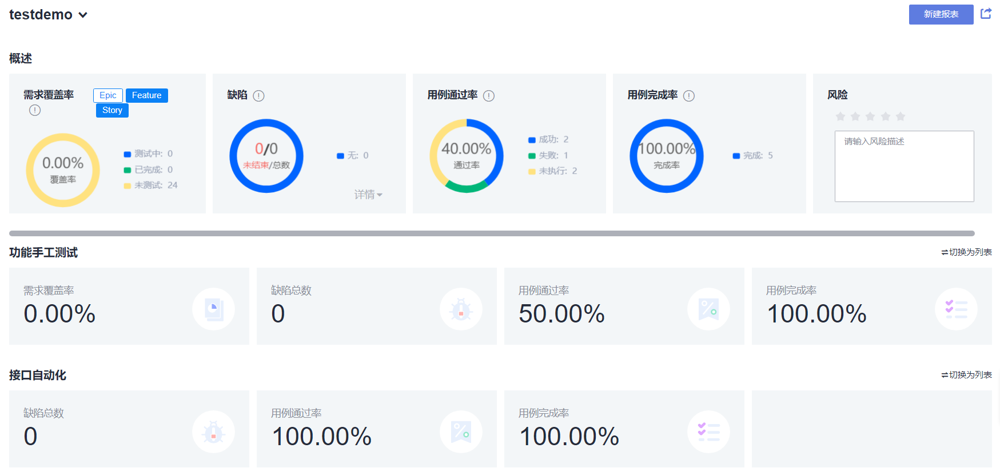 testdemo
新建报表
概述
需求覆盖率
Epic
Feature
Story
0.00%
覆盖率
测试中: 0
已完成: 0
未测试: 24
缺陷
0/0
未结束/总数
无: 0
详情
用例通过率
40.00%
通过率
成功: 2
失败: 1
未执行: 2
用例完成率
100.00%
完成率
完成: 5
风险
请输入风险描述
功能手工测试
切换为列表
需求覆盖率
0.00%
缺陷总数
0
用例通过率
50.00%
用例完成率
100.00%
接口自动化
切换为列表
缺陷总数
0
用例通过率
100.00%
用例完成率
100.00%